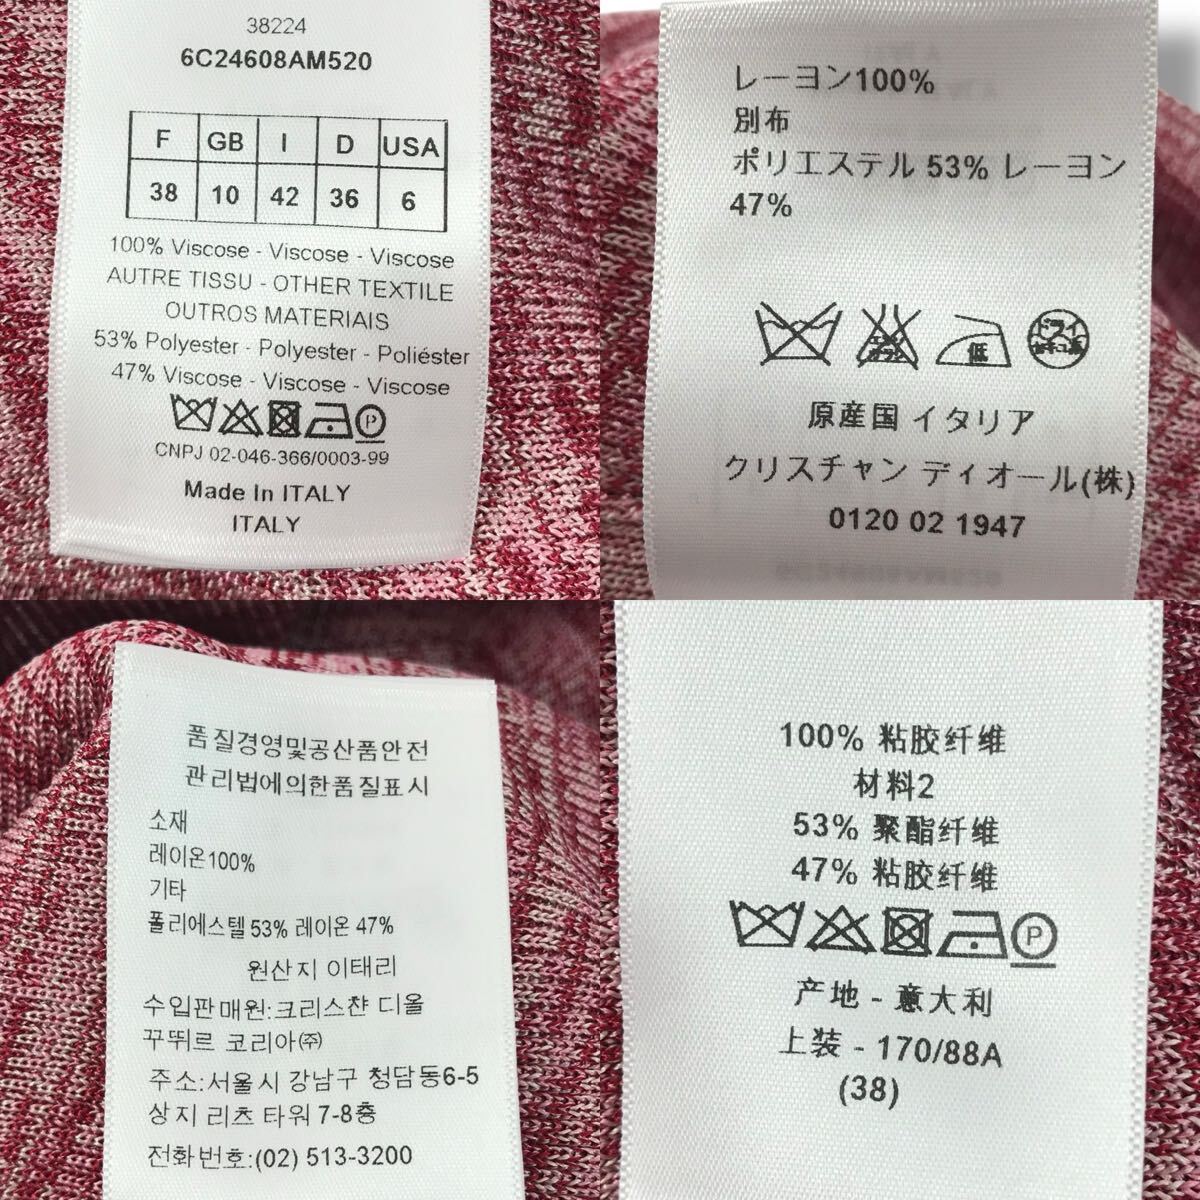 38224
6C24608AM520
F GB I D USA
38 10 42 36 6
100% Viscose - Viscose - Viscose
AUTRE TISSU - OTHER TEXTILE
OUTROS MATERIAIS
53% Polyester - Polyester - Poliéster
47% Viscose - Viscose - Viscose
P
CNPJ 02-046-366/0003-99
Made In ITALY
ITALY
レーヨン100%
別布
ポリエステル 53% レーヨン
47%
低 ドライ
原産国 イタリア
クリスチャン ディオール(株)
0120 02 1947
품질경영및공산품안전
관리법에의한품질표시
소재
레이온100%
기타
폴리에스텔 53% 레이온 47%
원산지 이태리
수입판매원:크리스챤 디올
꾸뛰르 코리아㈜
주소:서울시 강남구 청담동6-5
상지 리츠 타워 7-8층
전화번호:(02) 513-3200
100% 粘胶纤维
材料2
53% 聚酯纤维
47% 粘胶纤维
P
产地 - 意大利
上装 - 170/88A
(38)